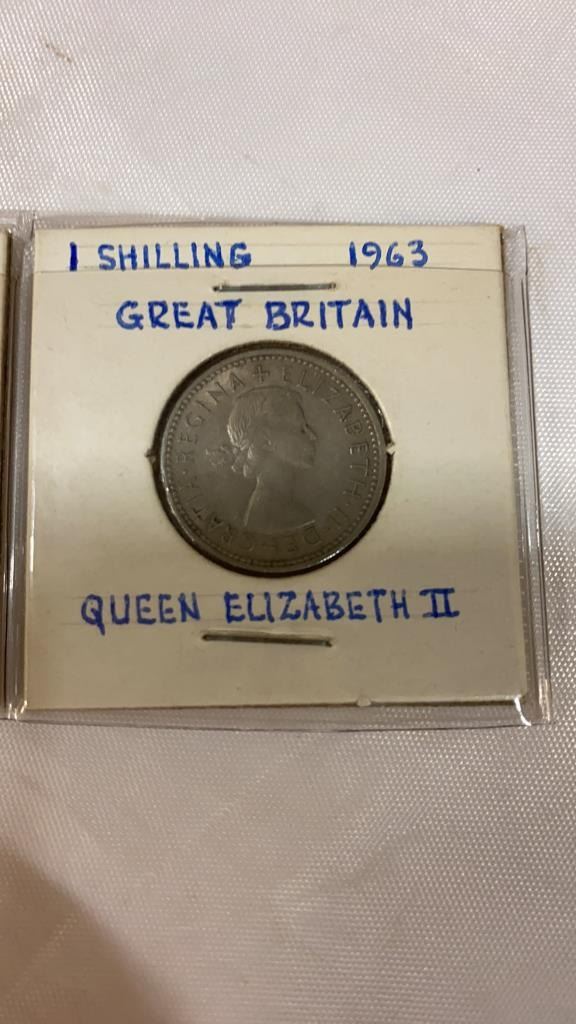 1 SHILLING 1963
GREAT BRITAIN
+ ELIZABETH · II · DEI · GRATIA · REGINA
QUEEN ELIZABETH II